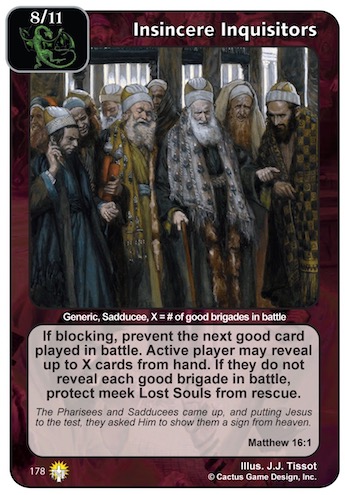 8/11
Insincere Inquisitors
Generic, Sadducee, X = # of good brigades in battle
If blocking, prevent the next good card
played in battle. Active player may reveal
up to X cards from hand. If they do not
reveal each good brigade in battle,
protect meek Lost Souls from rescue.
The Pharisees and Sadducees came up, and putting Jesus
to the test, they asked Him to show them a sign from heaven.
Matthew 16:1
178
Illus. J.J. Tissot
© Cactus Game Design, Inc.